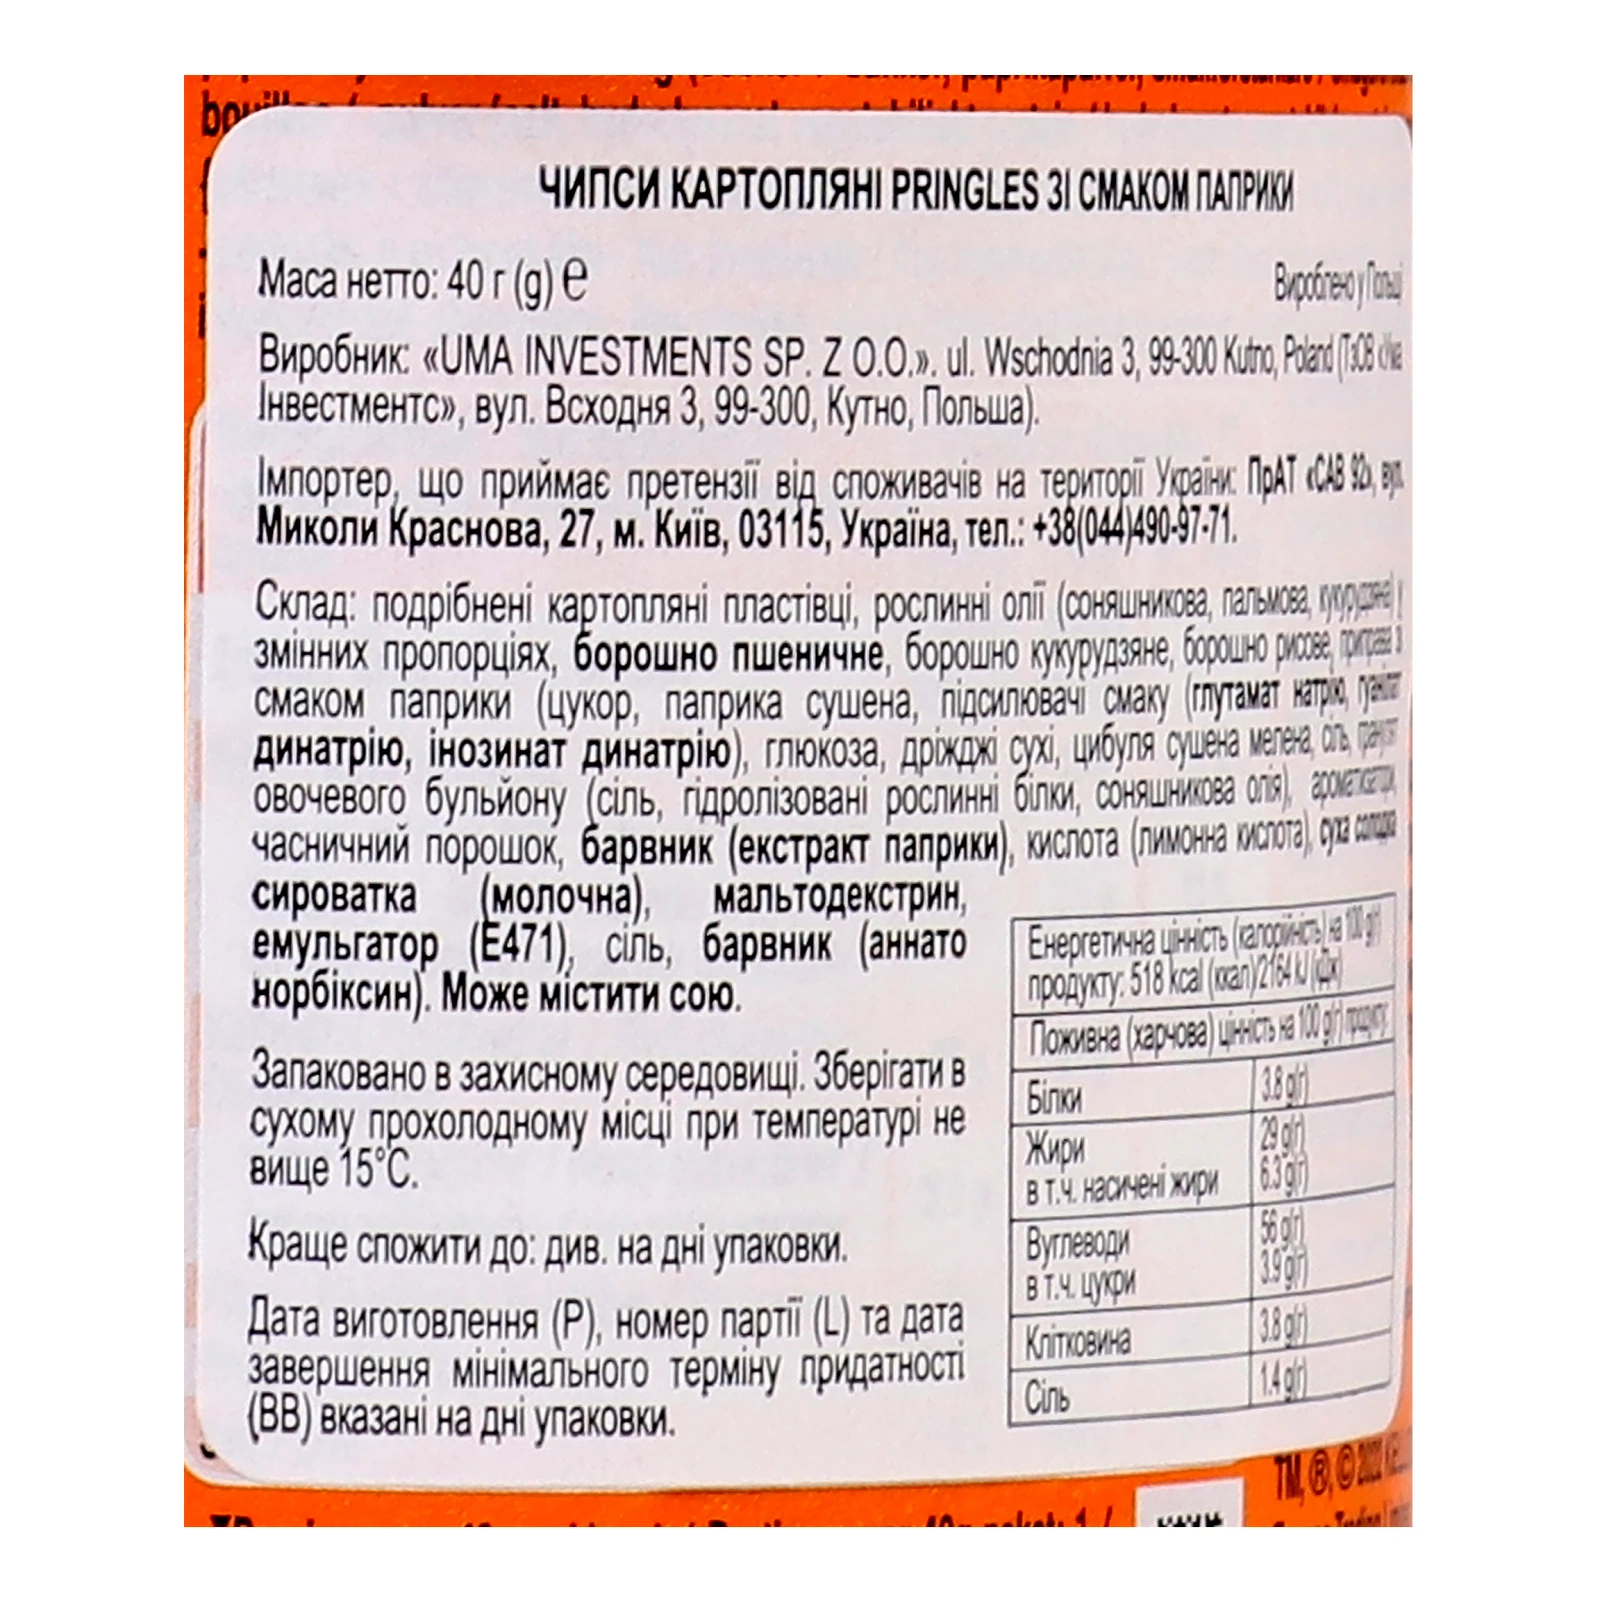 ЧИПСИ КАРТОПЛЯНІ PRINGLES ЗІ СМАКОМ ПАПРИКИ
Маса нетто: 40 г (g) ℮
Вироблено у Польщі
Виробник: «UMA INVESTMENTS SP. Z O.O.». ul. Wschodnia 3, 99-300 Kutno, Poland (ТзОВ «Ума
Інвестментс», вул. Всходня 3, 99-300, Кутно, Польша).
Імпортер, що приймає претензії від споживачів на території України: ПрАТ «САВ 92», вул.
Миколи Краснова, 27, м. Київ, 03115, Україна, тел.: +38(044)490-97-71.
Склад: подрібнені картопляні пластівці, рослинні олії (соняшникова, пальмова, кукурудзяна) у
змінних пропорціях, борошно пшеничне, борошно кукурудзяне, борошно рисове, приправа зі
смаком паприки (цукор, паприка сушена, підсилювачі смаку (глутамат натрію, гуанілат
динатрію, інозинат динатрію), глюкоза, дріжджі сухі, цибуля сушена мелена, сіль, гранулят
овочевого бульйону (сіль, гідролізовані рослинні білки, соняшникова олія), ароматизатори,
часничний порошок, барвник (екстракт паприки), кислота (лимонна кислота), суха солодка
сироватка (молочна), мальтодекстрин,
емульгатор (Е471), сіль, барвник (аннато
норбіксин). Може містити сою.
Запаковано в захисному середовищі. Зберігати в
сухому прохолодному місці при температурі не
вище 15°С.
Краще спожити до: див. на дні упаковки.
Дата виготовлення (P), номер партії (L) та дата
завершення мінімального терміну придатності
(BB) вказані на дні упаковки.
Енергетична цінність (калорійність) на 100 g(г)
продукту: 518 kcal (ккал)/2164 kJ (кДж)
Поживна (харчова) цінність на 100 g(г) продукту:
Білки 3.8 g(г)
Жири 29 g(г)
в т.ч. насичені жири 6.3 g(г)
Вуглеводи 56 g(г)
в т.ч. цукри 3.9 g(г)
Клітковина 3.8 g(г)
Сіль 1.4 g(г)
TM, ®, © 2022